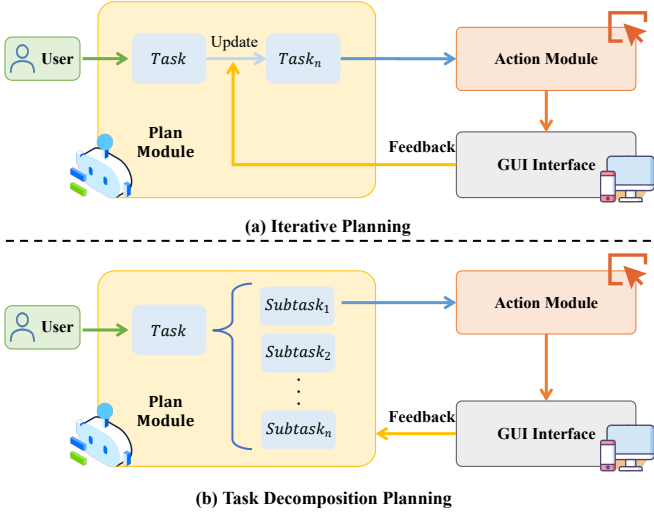 User
Task
Update
Task_n
Action Module
Plan
Module
Feedback
GUI Interface
(a) Iterative Planning
User
Task
Subtask_1
Subtask_2
Subtask_n
Action Module
Plan
Module
Feedback
GUI Interface
(b) Task Decomposition Planning